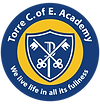 Torre C. of E. Academy
We live life in all its fullness